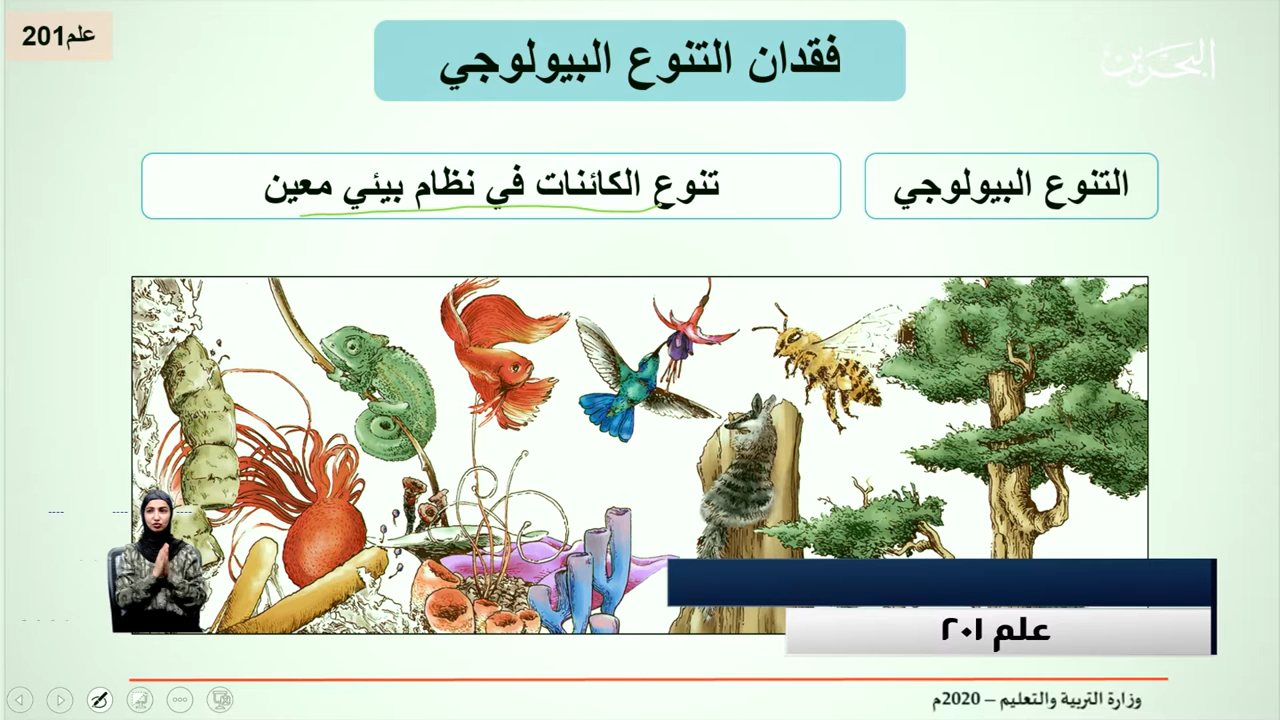 علم201
البحرين
فقدان التنوع البيولوجي
التنوع البيولوجي
تنوع الكائنات في نظام بيئي معين
علم ٢٠١
وزارة التربية والتعليم – 2020م